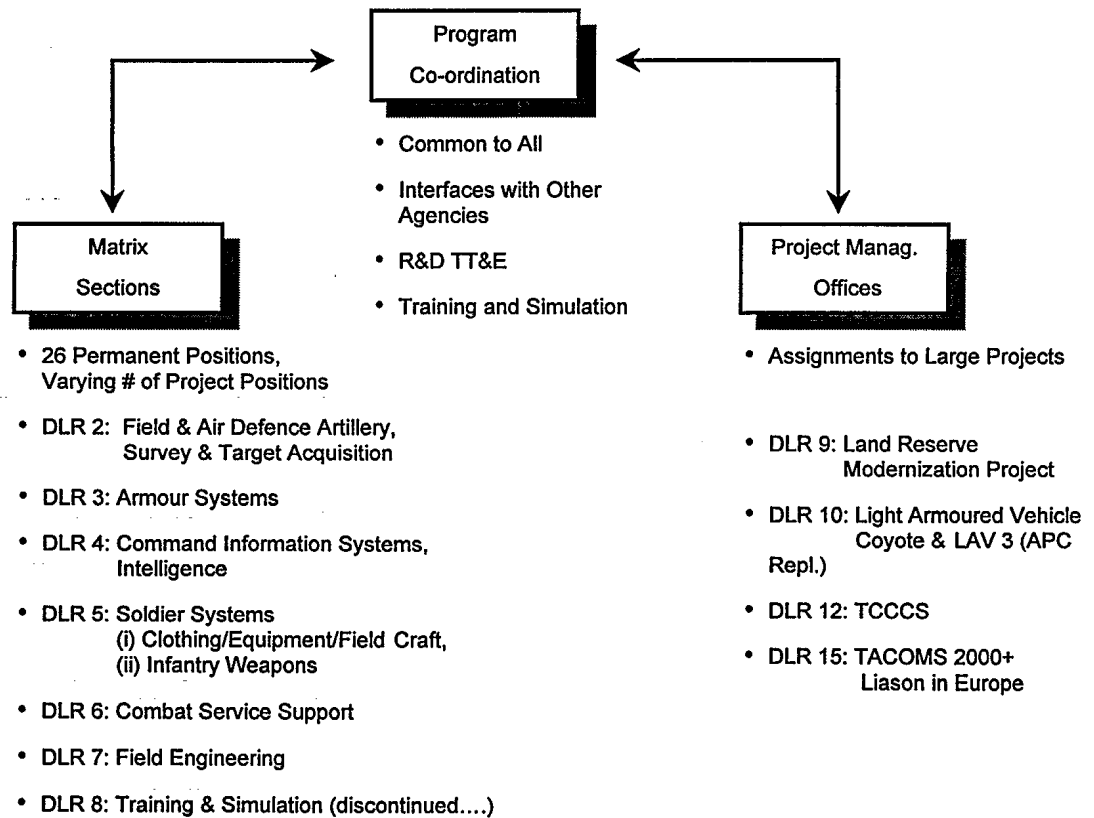 Program
Co-ordination
• Common to All
• Interfaces with Other
Agencies
• R&D TT&E
• Training and Simulation
Matrix
Sections
• 26 Permanent Positions,
Varying # of Project Positions
• DLR 2: Field & Air Defence Artillery,
Survey & Target Acquisition
• DLR 3: Armour Systems
• DLR 4: Command Information Systems,
Intelligence
• DLR 5: Soldier Systems
(i) Clothing/Equipment/Field Craft,
(ii) Infantry Weapons
• DLR 6: Combat Service Support
• DLR 7: Field Engineering
• DLR 8: Training & Simulation (discontinued....)
Project Manag.
Offices
• Assignments to Large Projects
• DLR 9: Land Reserve
Modernization Project
• DLR 10: Light Armoured Vehicle
Coyote & LAV 3 (APC
Repl.)
• DLR 12: TCCCS
• DLR 15: TACOMS 2000+
Liason in Europe